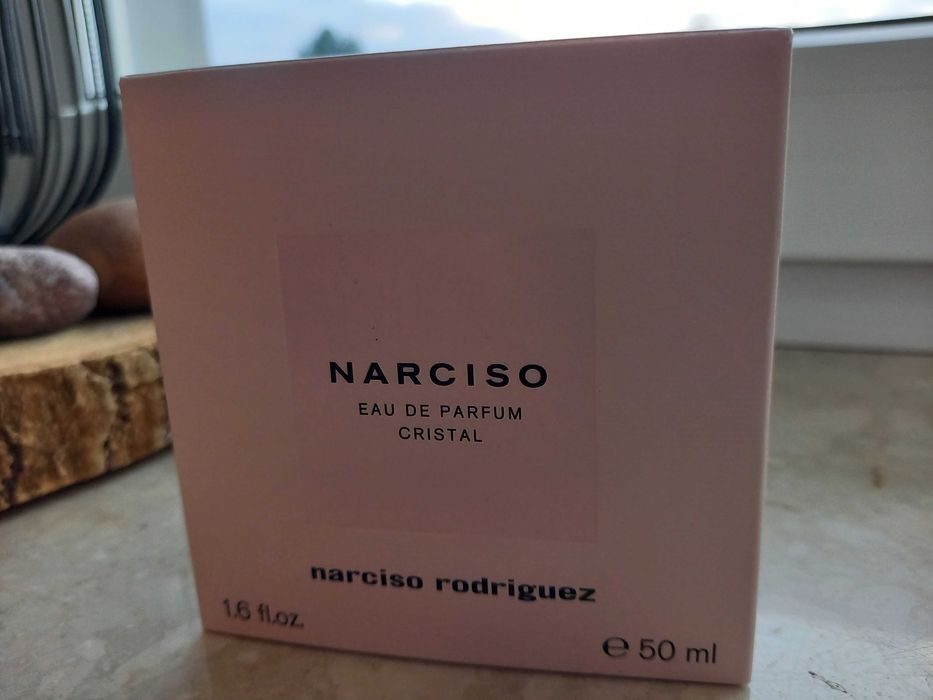 NARCISO
EAU DE PARFUM
CRISTAL
narciso rodriguez
1.6 fl.oz.
℮ 50 ml